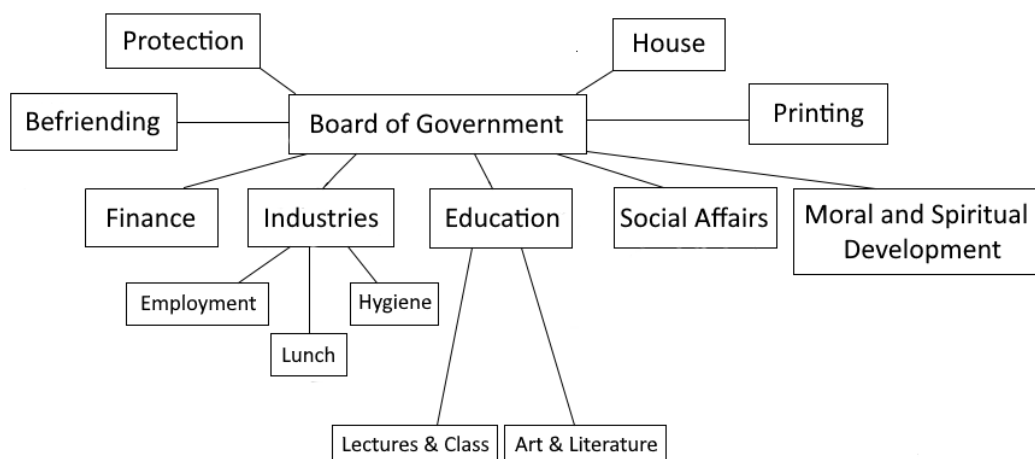 Protection
House
Befriending
Board of Government
Printing
Finance
Industries
Education
Social Affairs
Moral and Spiritual
Development
Employment
Hygiene
Lunch
Lectures & Class
Art & Literature